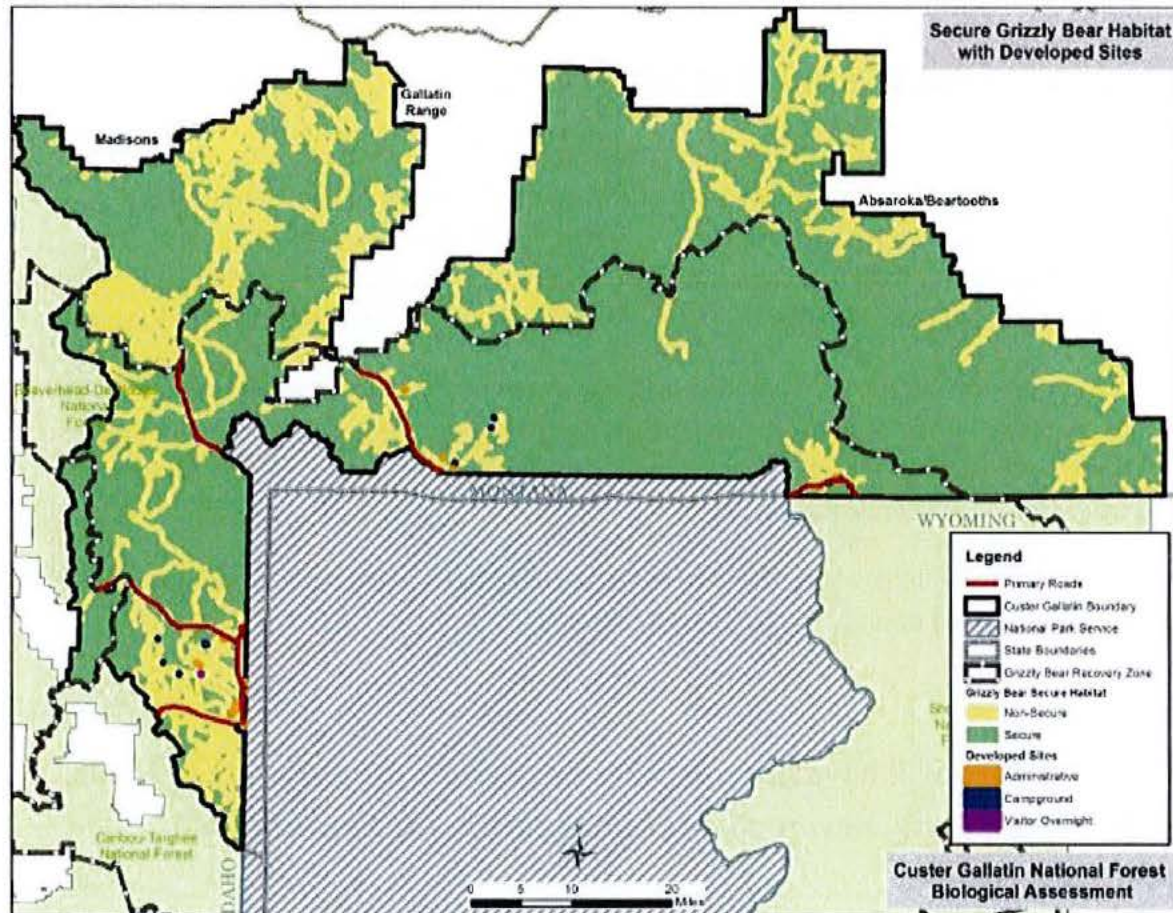 Secure Grizzly Bear Habitat
with Developed Sites
Gallatin
Range
Madisons
Absaroka/Beartooths
National
MONTANA
WYOMING
Legend
Primary Roads
Custer Gallatin Boundary
National Park Service
State Boundaries
Grizzly Bear Recovery Zone
Grizzly Bear Secure Habitat
Non-Secure
Secure
Developed Sites
Administrative
Campground
Visitor Overnight
Caribou-Targhee
National Forest
IDAHO
0 5 10 20
Miles
Custer Gallatin National Forest
Biological Assessment